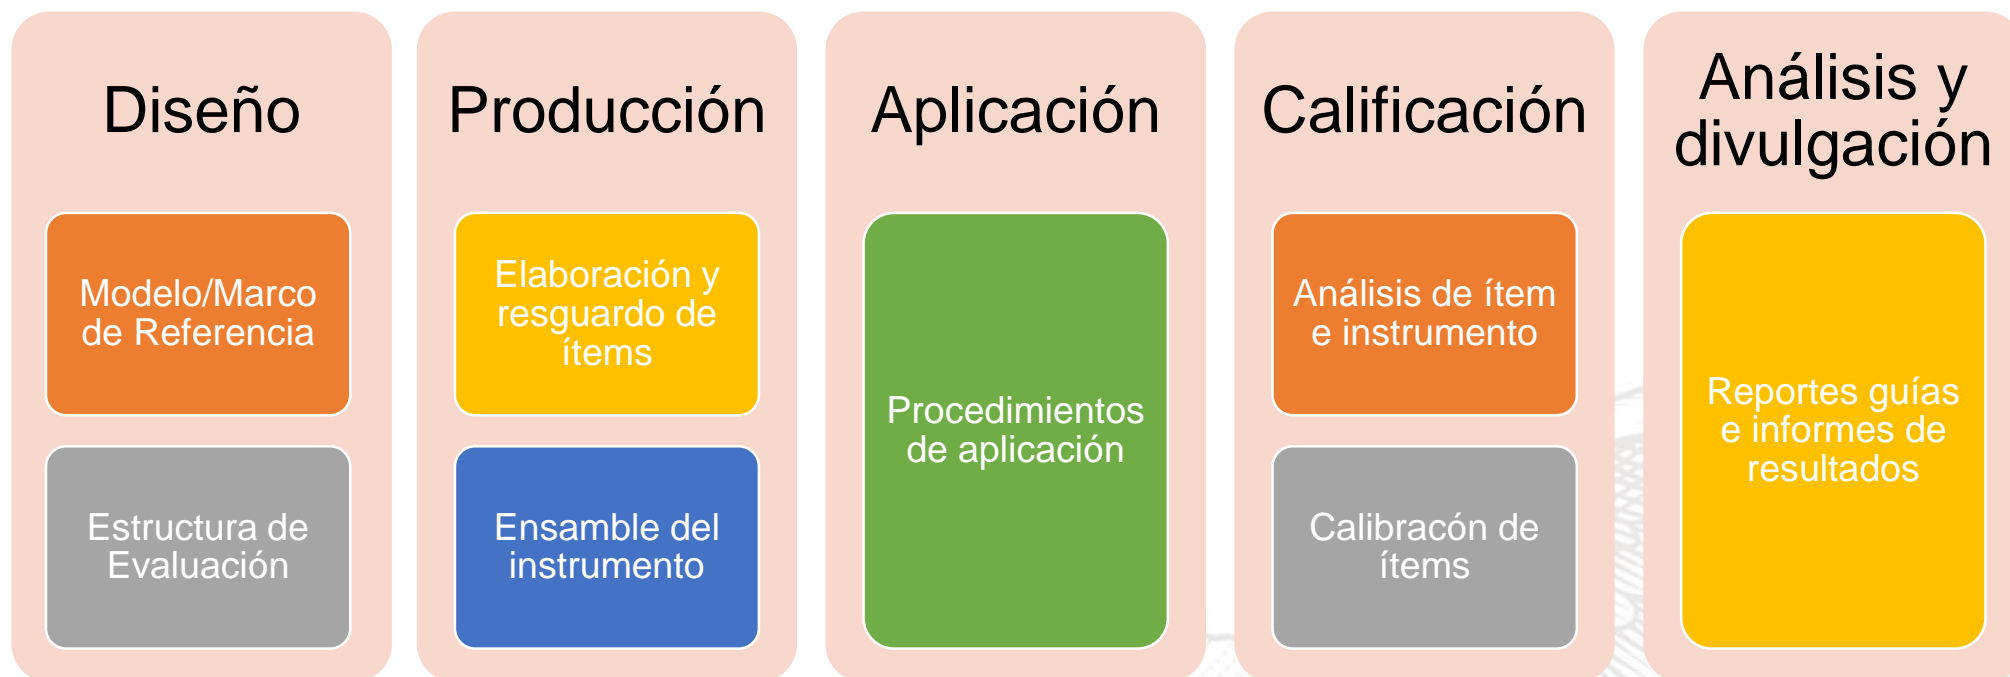 Diseño
Modelo/Marco
de Referencia
Estructura de
Evaluación
Producción
Elaboración y
resguardo de
ítems
Ensamble del
instrumento
Aplicación
Procedimientos
de aplicación
Calificación
Análisis de ítem
e instrumento
Calibracón de
ítems
Análisis y
divulgación
Reportes guías
e informes de
resultados